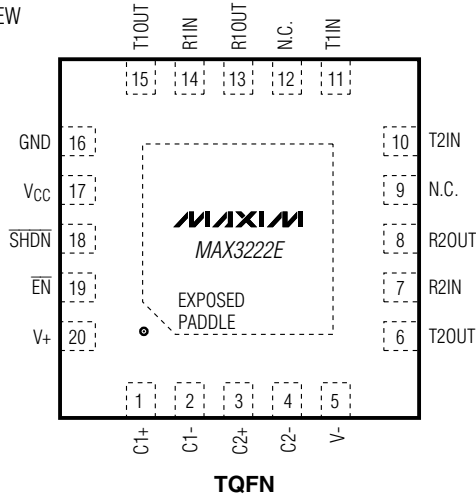 EW
T1OUT
R1IN
R1OUT
N.C.
T1IN
15
14
13
12
11
GND 16
VCC 17
SHDN 18
EN 19
V+ 20
10 T2IN
9 N.C.
8 R2OUT
7 R2IN
6 T2OUT
MAXIM
MAX3222E
EXPOSED
PADDLE
1
2
3
4
5
C1+
C1-
C2+
C2-
V-
TQFN